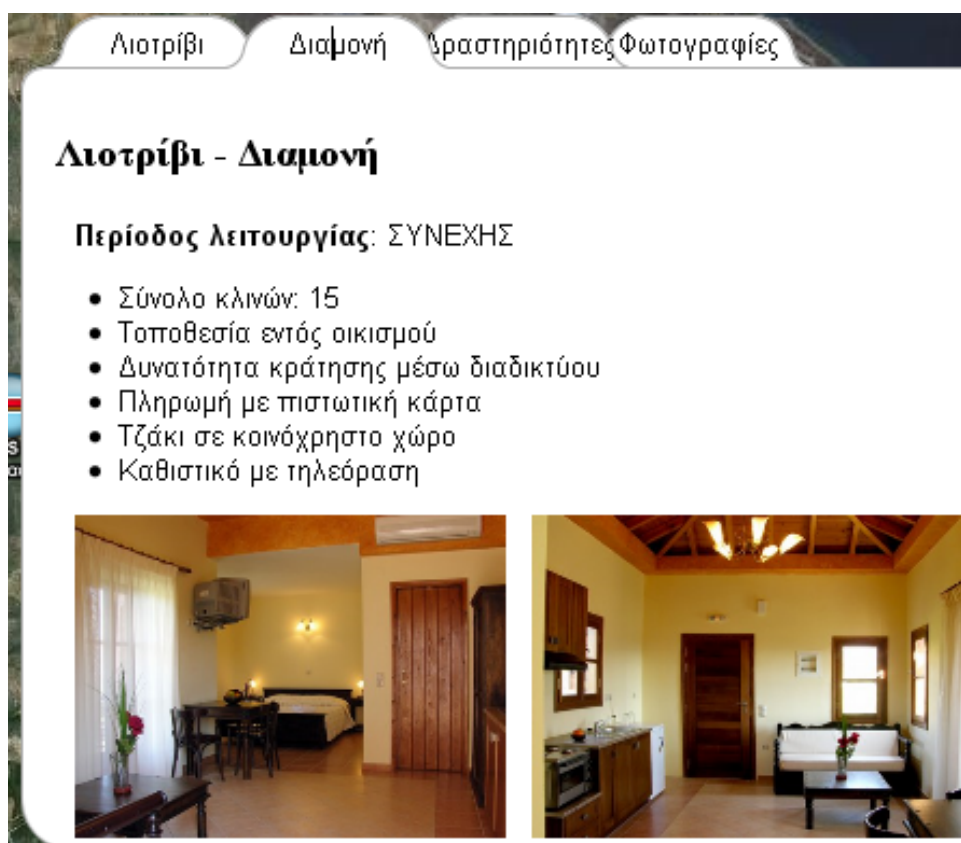 Λιοτρίβι Διαμονή Δραστηριότητες Φωτογραφίες
Λιοτρίβι - Διαμονή
Περίοδος λειτουργίας: ΣΥΝΕΧΗΣ
• Σύνολο κλινών: 15
• Τοποθεσία εντός οικισμού
• Δυνατότητα κράτησης μέσω διαδικτύου
• Πληρωμή με πιστωτική κάρτα
• Τζάκι σε κοινόχρηστο χώρο
• Καθιστικό με τηλεόραση